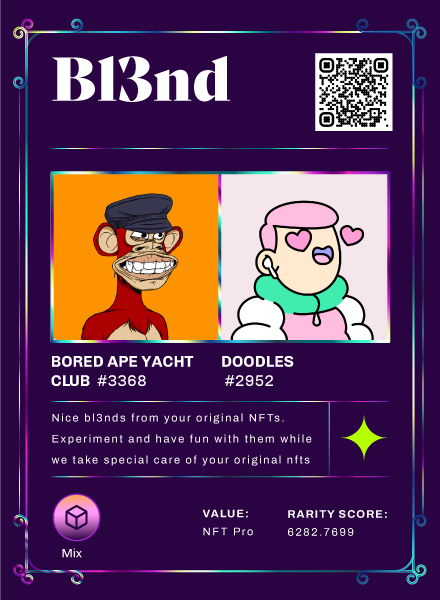 Bl3nd
BORED APE YACHT
CLUB #3368
DOODLES
#2952
Nice bl3nds from your original NFTs.
Experiment and have fun with them while
we take special care of your original nfts
Mix
VALUE:
NFT Pro
RARITY SCORE:
6282.7699